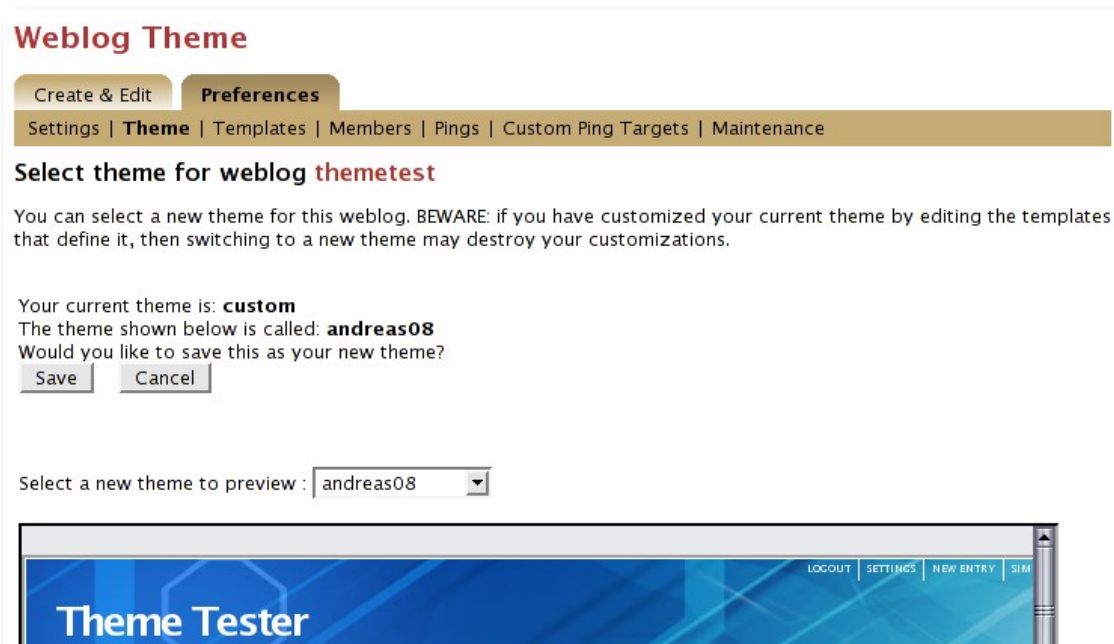 Weblog Theme
Create & Edit Preferences
Settings | Theme | Templates | Members | Pings | Custom Ping Targets | Maintenance
Select theme for weblog themetest
You can select a new theme for this weblog. BEWARE: if you have customized your current theme by editing the templates
that define it, then switching to a new theme may destroy your customizations.
Your current theme is: custom
The theme shown below is called: andreas08
Would you like to save this as your new theme?
Save Cancel
Select a new theme to preview : andreas08
LOGOUT SETTINGS NEW ENTRY SIM
Theme Tester